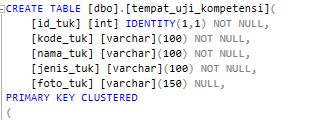 CREATE TABLE [dbo].[tempat_uji_kompetensi](
[id_tuk] [int] IDENTITY(1,1) NOT NULL,
[kode_tuk] [varchar](100) NOT NULL,
[nama_tuk] [varchar](100) NOT NULL,
[jenis_tuk] [varchar](100) NOT NULL,
[foto_tuk] [varchar](150) NULL,
PRIMARY KEY CLUSTERED
(